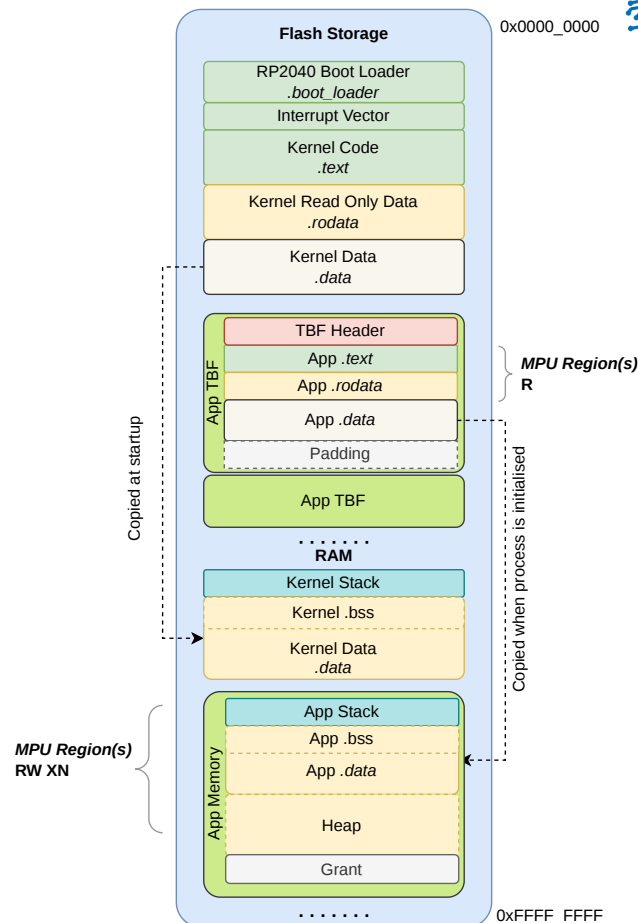 Flash Storage
0x0000_0000
RP2040 Boot Loader
.boot_loader
Interrupt Vector
Kernel Code
.text
Kernel Read Only Data
.rodata
Kernel Data
.data
App TBF
TBF Header
App .text
App .rodata
App .data
Padding
MPU Region(s)
R
App TBF
Copied at startup
Copied when process is initialised
.......
RAM
Kernel Stack
Kernel .bss
Kernel Data
.data
MPU Region(s)
RW XN
App Memory
App Stack
App .bss
App .data
Heap
Grant
.......
0xFFFF_FFFF